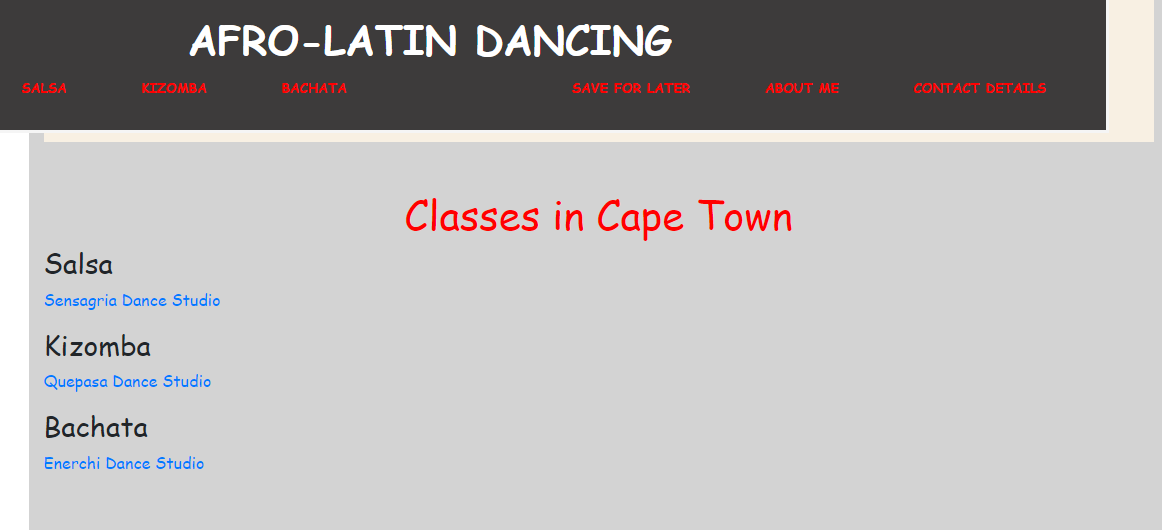 AFRO-LATIN DANCING
SALSA KIZOMBA BACHATA SAVE FOR LATER ABOUT ME CONTACT DETAILS
Classes in Cape Town
Salsa
Sensagria Dance Studio
Kizomba
Quepasa Dance Studio
Bachata
Enerchi Dance Studio